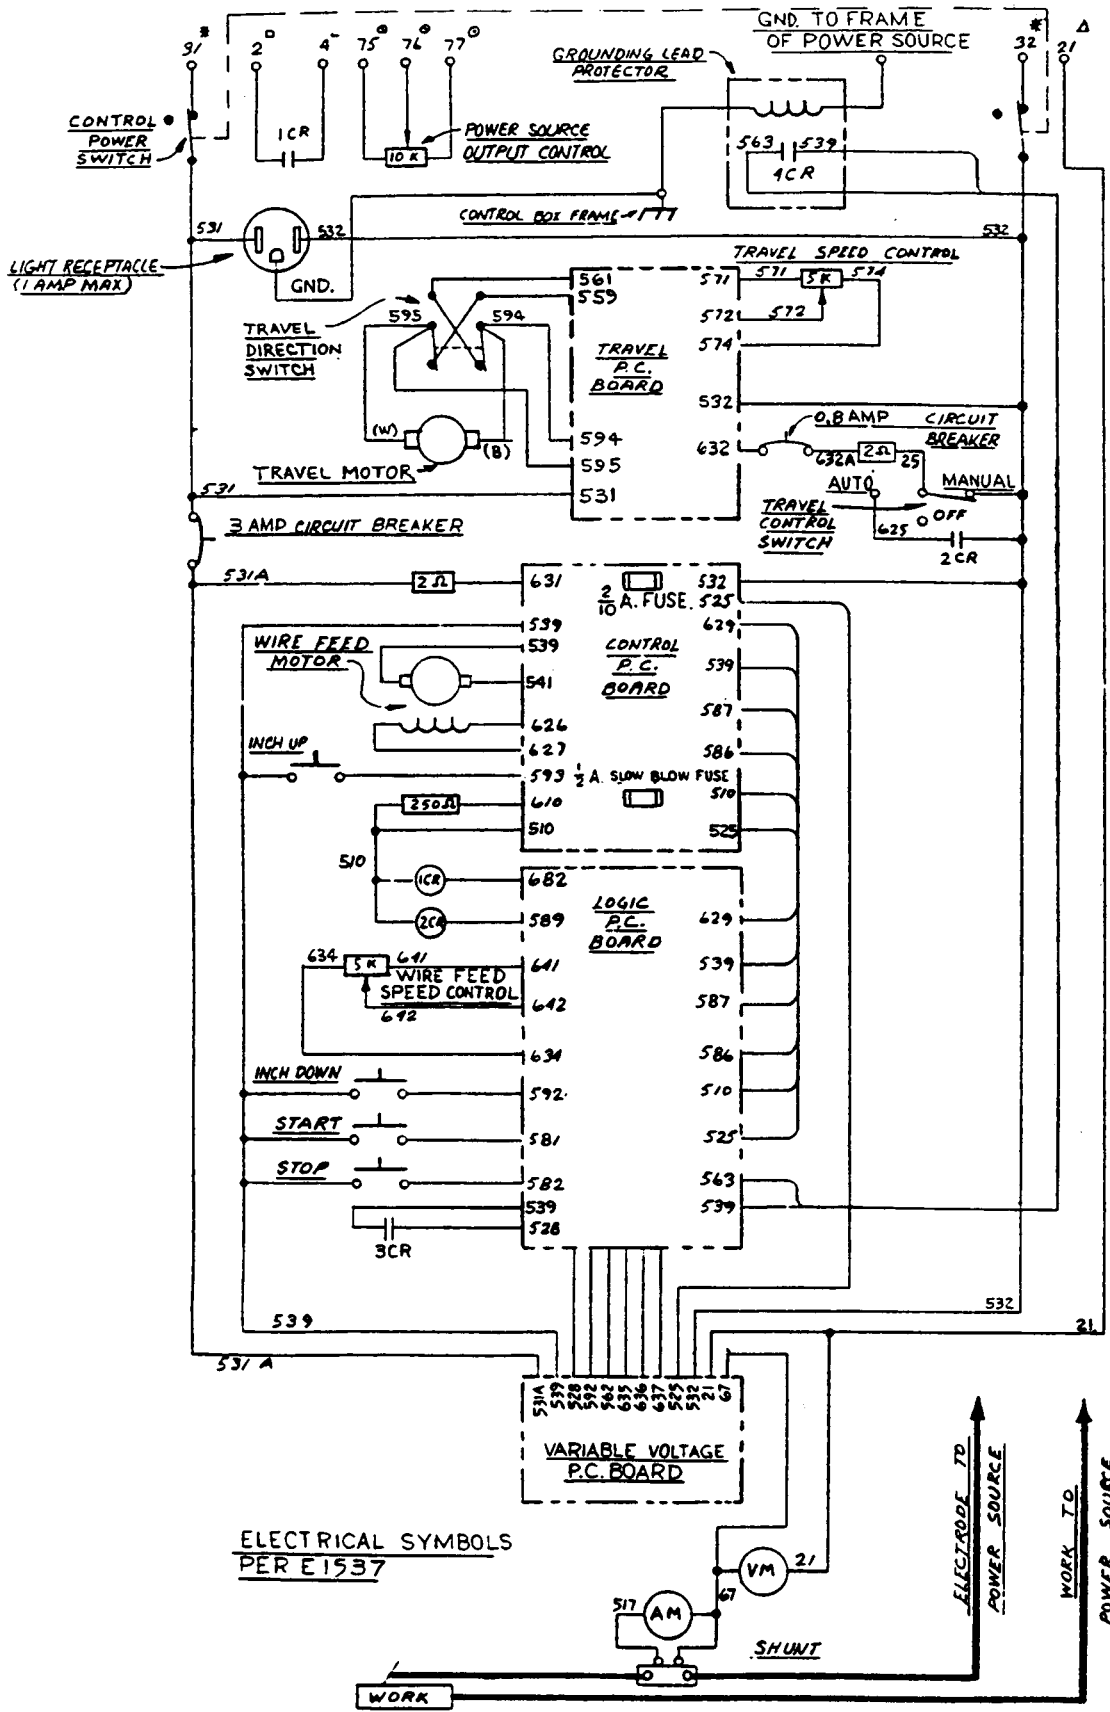 31*
2□
4-
75⊙
76⊙
77⊙
GND. TO FRAME
OF POWER SOURCE
32*
21△
GROUNDING LEAD
PROTECTOR
CONTROL
POWER
SWITCH
1CR
10 K
POWER SOURCE
OUTPUT CONTROL
563
539
4CR
CONTROL BOX FRAME
531
532
532
LIGHT RECEPTACLE
(1 AMP MAX)
GND.
TRAVEL SPEED CONTROL
561
559
571
571
5K
574
572
572
574
595
594
TRAVEL
DIRECTION
SWITCH
TRAVEL
P.C.
BOARD
532
0.8 AMP CIRCUIT
BREAKER
(W)
(B)
594
632
632A
2Ω
25
TRAVEL MOTOR
595
531
531
AUTO
MANUAL
TRAVEL
CONTROL
SWITCH
OFF
625
2CR
3 AMP CIRCUIT BREAKER
531A
2Ω
631
532
2/10 A. FUSE
525
539
629
WIRE FEED
MOTOR
539
CONTROL
P.C.
BOARD
539
541
587
626
627
586
INCH UP
593
1/2 A. SLOW BLOW FUSE
250Ω
610
510
510
525
510
1CR
682
LOGIC
P.C.
BOARD
2CR
589
629
634
5K
641
641
539
WIRE FEED
SPEED CONTROL
642
642
587
634
586
INCH DOWN
592
510
START
581
525
STOP
582
563
539
539
528
3CR
532
539
21
531A
531A
539
528
592
562
635
636
637
525
532
21
67
VARIABLE VOLTAGE
P.C. BOARD
ELECTRICAL SYMBOLS
PER E1537
ELECTRODE TO
POWER SOURCE
WORK TO
POWER SOURCE
VM
21
67
517
AM
SHUNT
WORK